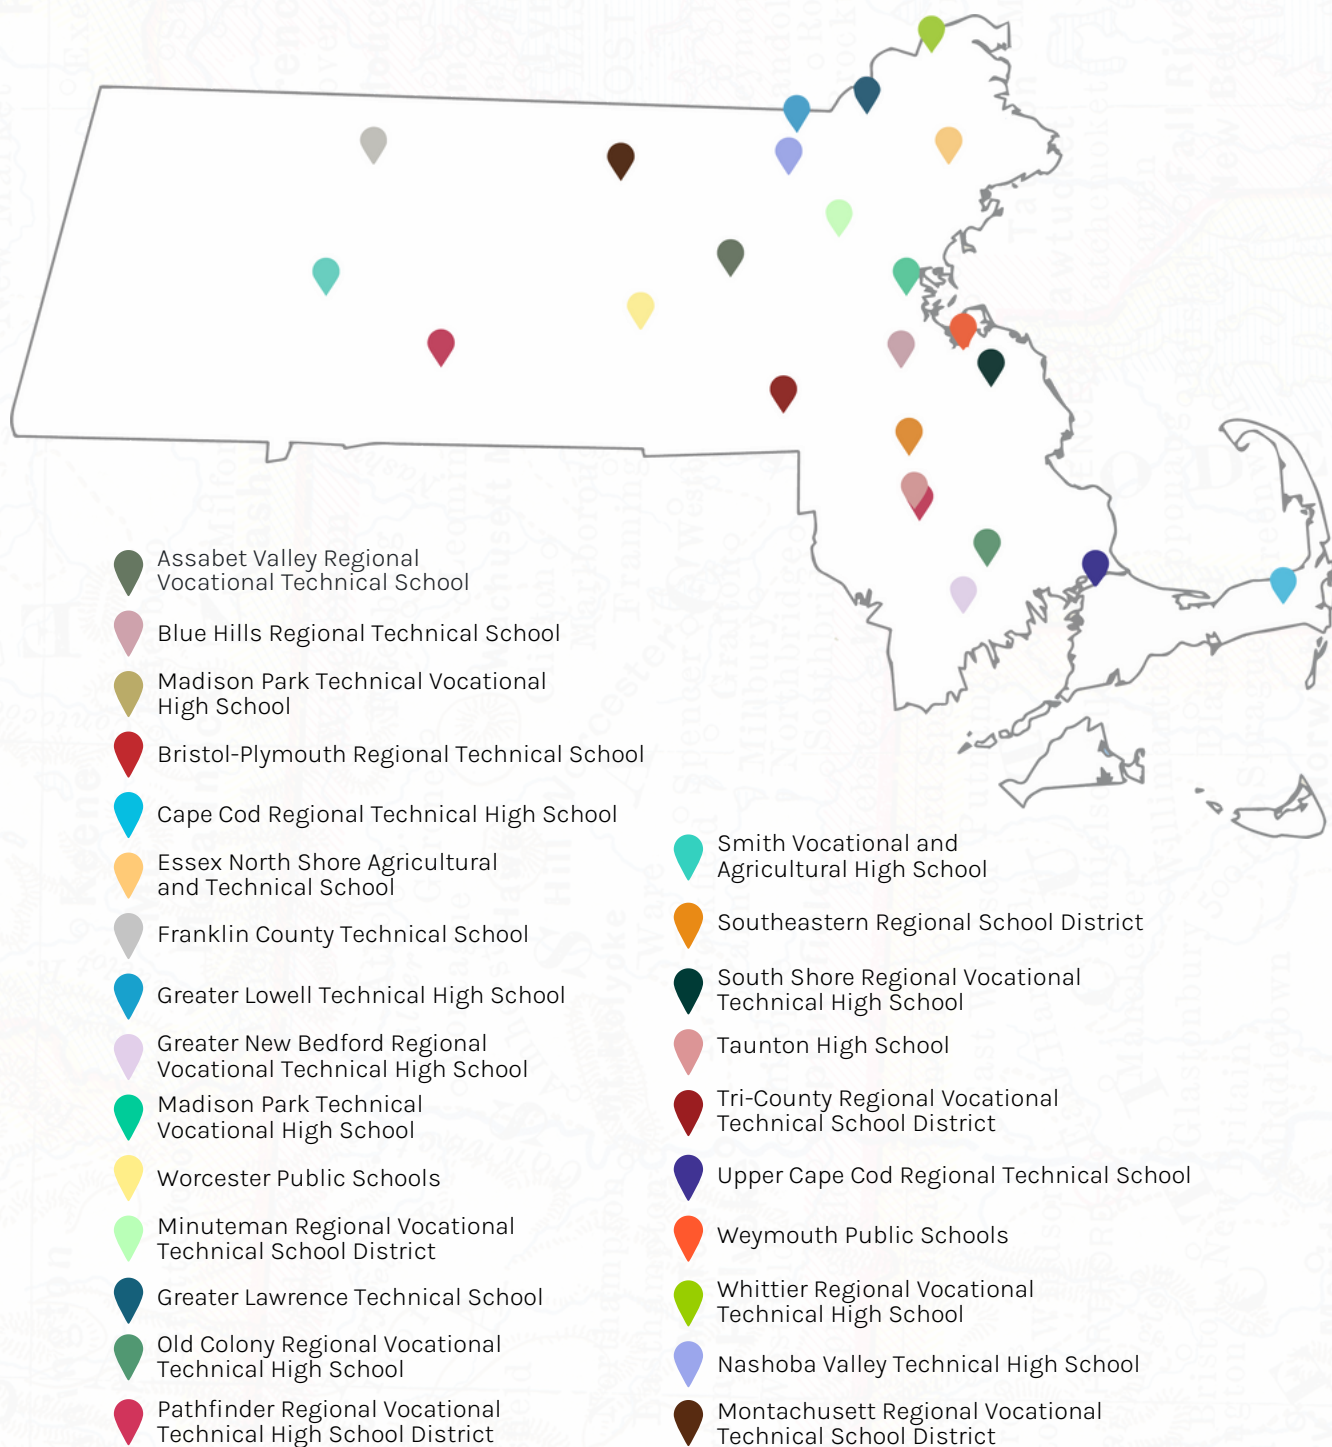 Assabet Valley Regional
Vocational Technical School
Blue Hills Regional Technical School
Madison Park Technical Vocational
High School
Bristol-Plymouth Regional Technical School
Cape Cod Regional Technical High School
Essex North Shore Agricultural
and Technical School
Franklin County Technical School
Greater Lowell Technical High School
Greater New Bedford Regional
Vocational Technical High School
Madison Park Technical
Vocational High School
Worcester Public Schools
Minuteman Regional Vocational
Technical School District
Greater Lawrence Technical School
Old Colony Regional Vocational
Technical High School
Pathfinder Regional Vocational
Technical High School District
Smith Vocational and
Agricultural High School
Southeastern Regional School District
South Shore Regional Vocational
Technical High School
Taunton High School
Tri-County Regional Vocational
Technical School District
Upper Cape Cod Regional Technical School
Weymouth Public Schools
Whittier Regional Vocational
Technical High School
Nashoba Valley Technical High School
Montachusett Regional Vocational
Technical School District